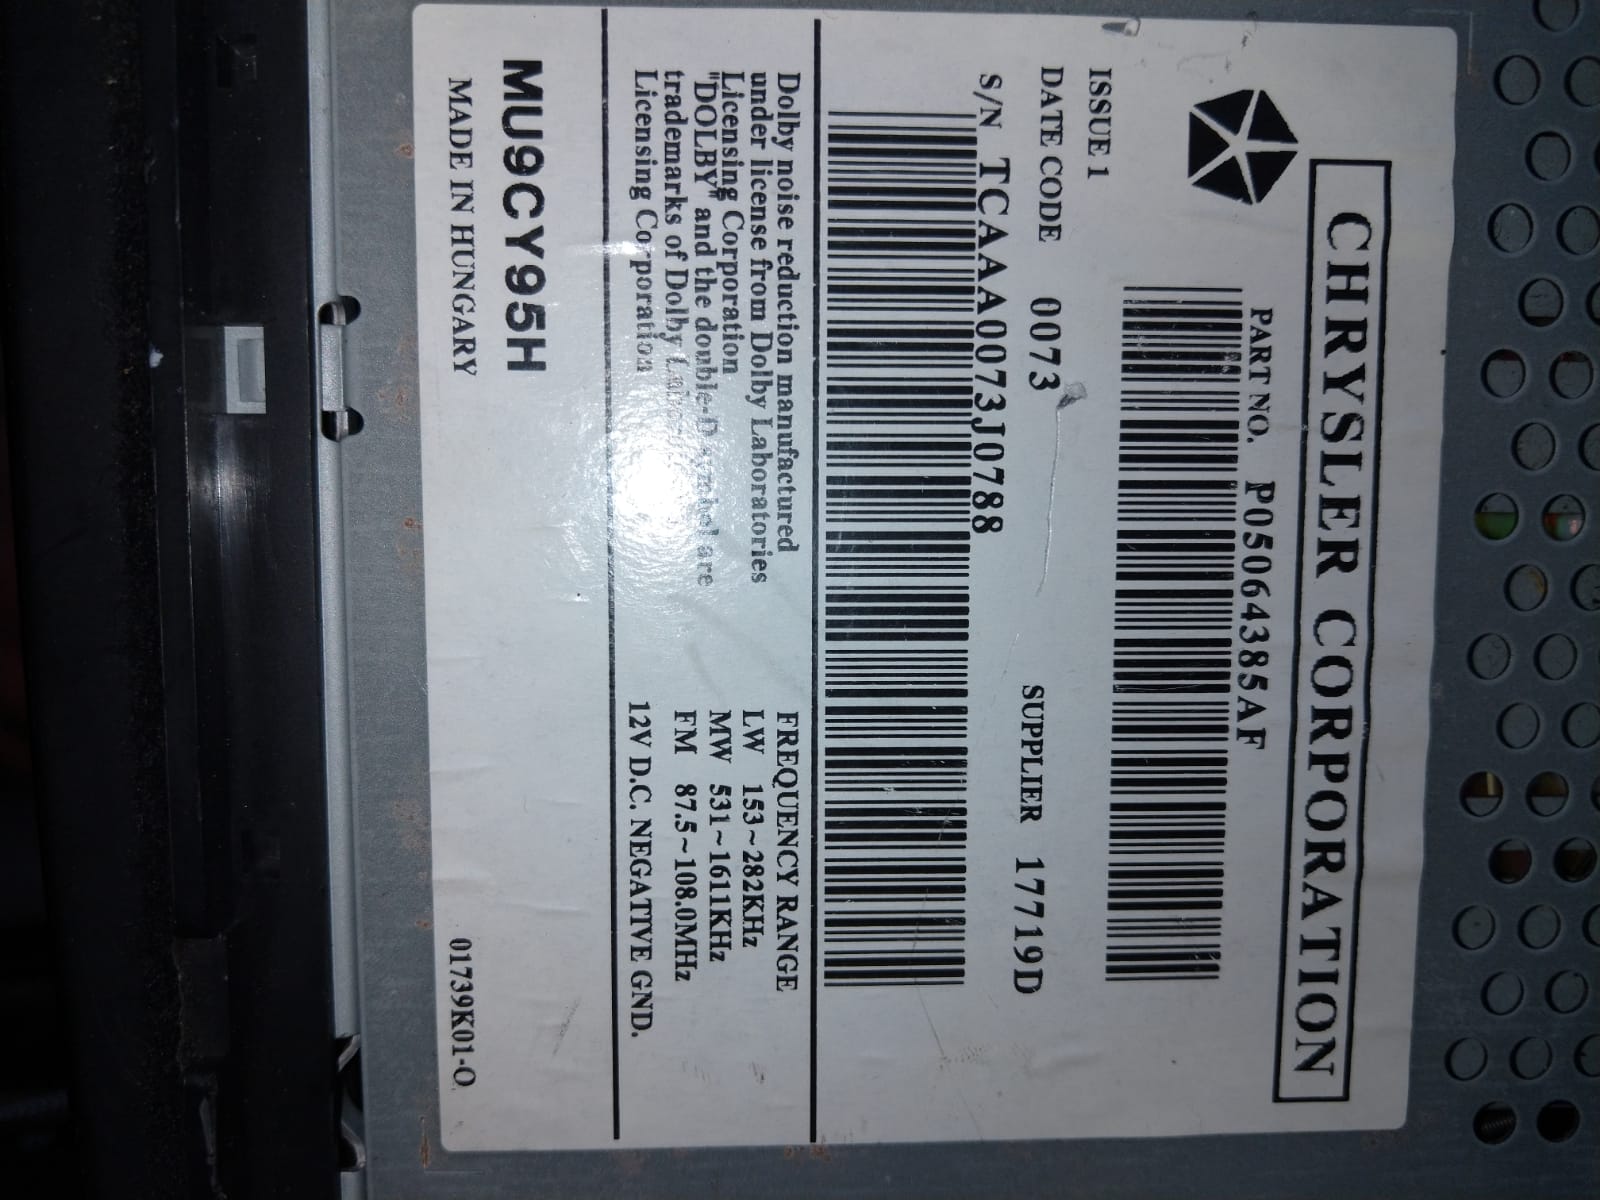 CHRYSLER CORPORATION
PART NO. P05064385AF
ISSUE 1
DATE CODE 0073 SUPPLIER 17719D
S/N TCAAA0073J0788
Dolby noise reduction manufactured
under license from Dolby Laboratories
Licensing Corporation
"DOLBY" and the double-D symbol are
trademarks of Dolby
Licensing Corporation
FREQUENCY RANGE
LW 153~282KHz
MW 531~1611KHz
FM 87.5~108.0MHz
12V D.C. NEGATIVE GND.
MU9CY95H
MADE IN HUNGARY
01739K01-O